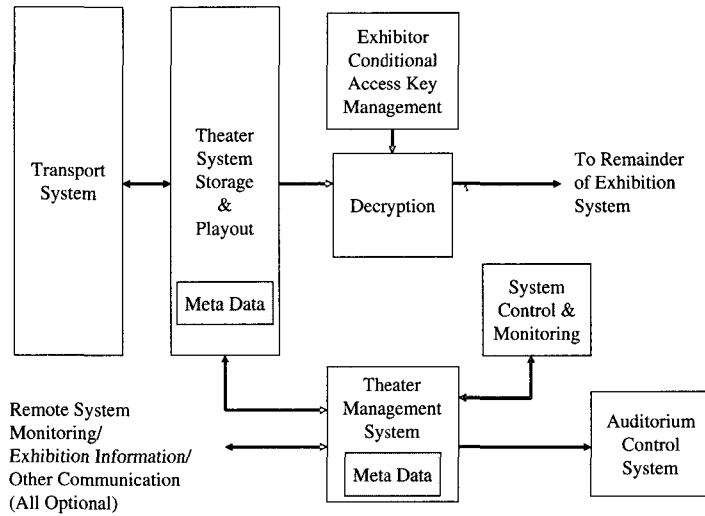 Transport
System
Theater
System
Storage
&
Playout
Meta Data
Exhibitor
Conditional
Access Key
Management
Decryption
To Remainder
of Exhibition
System
System
Control &
Monitoring
Theater
Management
System
Meta Data
Auditorium
Control
System
Remote System
Monitoring/
Exhibition Information/
Other Communication
(All Optional)